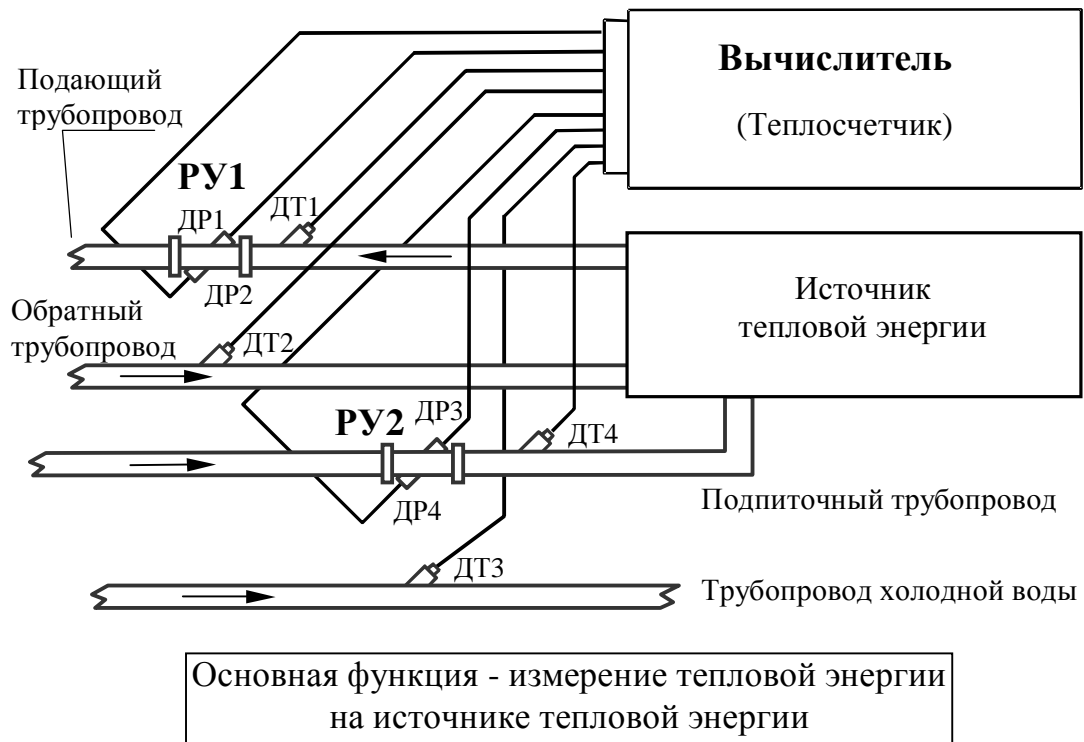 Вычислитель
(Теплосчетчик)
Подающий
трубопровод
РУ1
ДР1
ДТ1
ДР2
Источник
тепловой энергии
Обратный
трубопровод
ДТ2
РУ2
ДР3
ДТ4
ДР4
Подпиточный трубопровод
ДТ3
Трубопровод холодной воды
Основная функция - измерение тепловой энергии
на источнике тепловой энергии